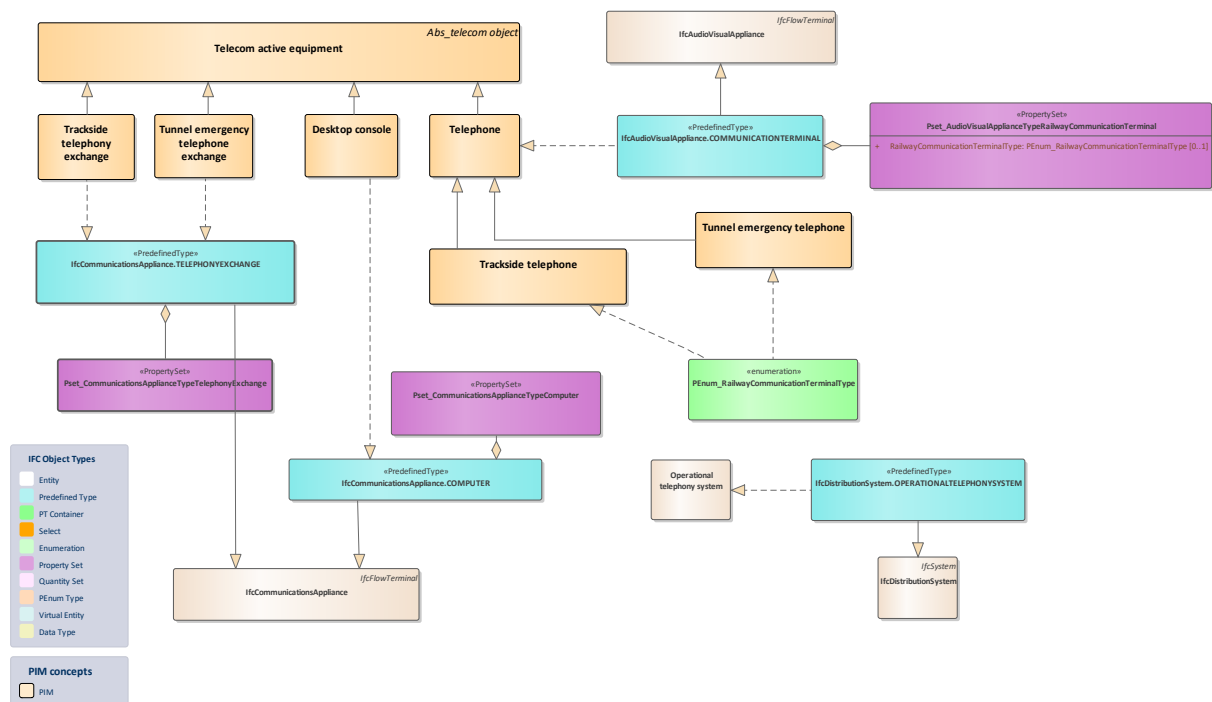 Abs_telecom object
Telecom active equipment
IfcFlowTerminal
IfcAudioVisualAppliance
Trackside
telephony
exchange
Tunnel emergency
telephone
exchange
Desktop console
Telephone
«PredefinedType»
IfcAudioVisualAppliance.COMMUNICATIONTERMINAL
«PropertySet»
Pset_AudioVisualApplianceTypeRailwayCommunicationTerminal
+ RailwayCommunicationTerminalType: PEnum_RailwayCommunicationTerminalType [0..1]
Tunnel emergency telephone
«PredefinedType»
IfcCommunicationsAppliance.TELEPHONYEXCHANGE
Trackside telephone
«PropertySet»
Pset_CommunicationsApplianceTypeTelephonyExchange
«enumeration»
PEnum_RailwayCommunicationTerminalType
«PropertySet»
Pset_CommunicationsApplianceTypeComputer
«PredefinedType»
IfcCommunicationsAppliance.COMPUTER
Operational
telephony system
«PredefinedType»
IfcDistributionSystem.OPERATIONALTELEPHONYSYSTEM
IfcFlowTerminal
IfcCommunicationsAppliance
IfcSystem
IfcDistributionSystem
IFC Object Types
Entity
Predefined Type
PT Container
Select
Enumeration
Property Set
Quantity Set
PEnum Type
Virtual Entity
Data Type
PIM concepts
PIM